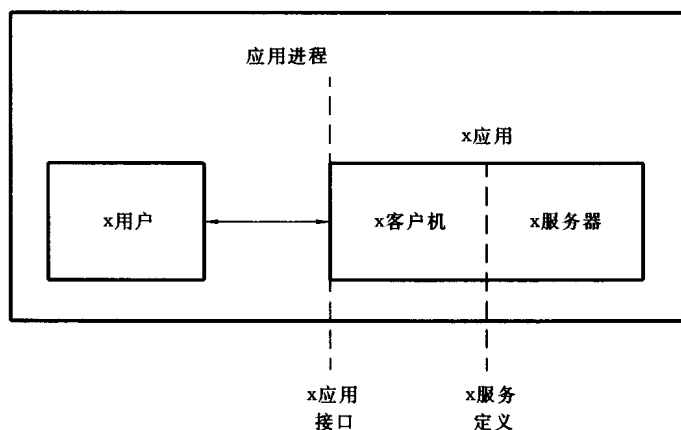 应用进程
x应用
x用户
x客户机
x服务器
x应用
接口
x服务
定义